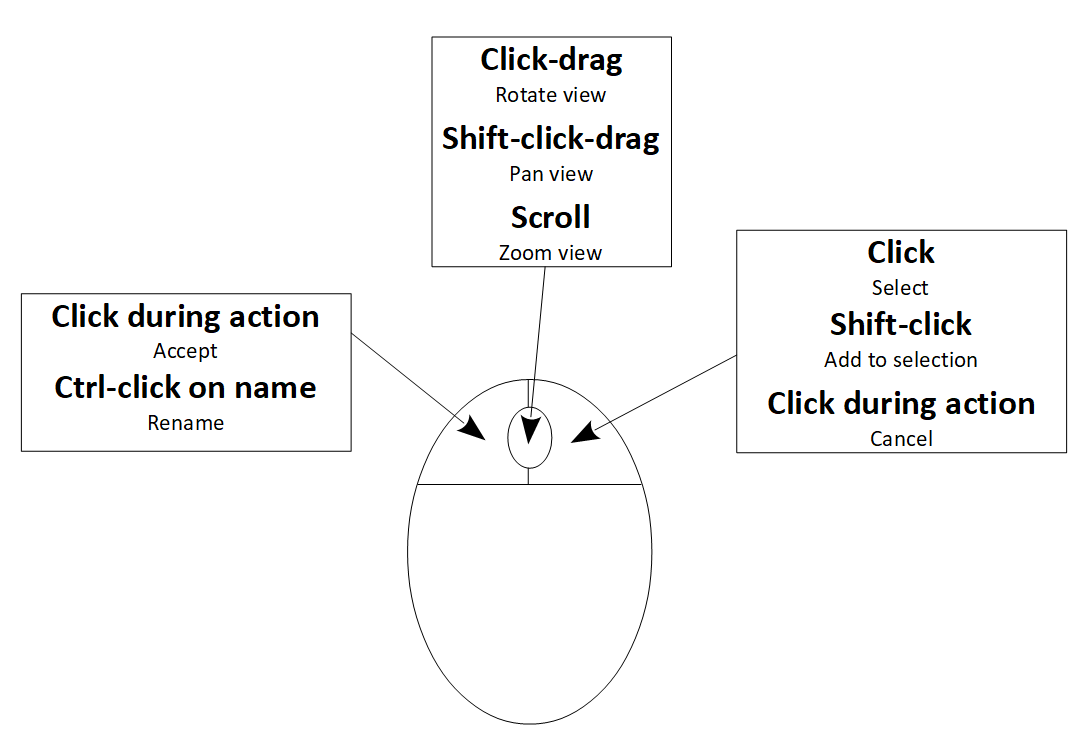 Click-drag
Rotate view
Shift-click-drag
Pan view
Scroll
Zoom view
Click during action
Accept
Ctrl-click on name
Rename
Click
Select
Shift-click
Add to selection
Click during action
Cancel